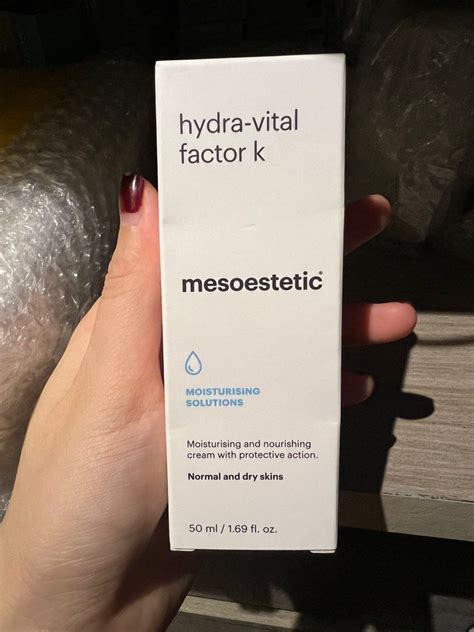 hydra-vital
factor k
mesoestetic®
MOISTURISING
SOLUTIONS
Moisturising and nourishing
cream with protective action.
Normal and dry skins
50 ml / 1.69 fl. oz.